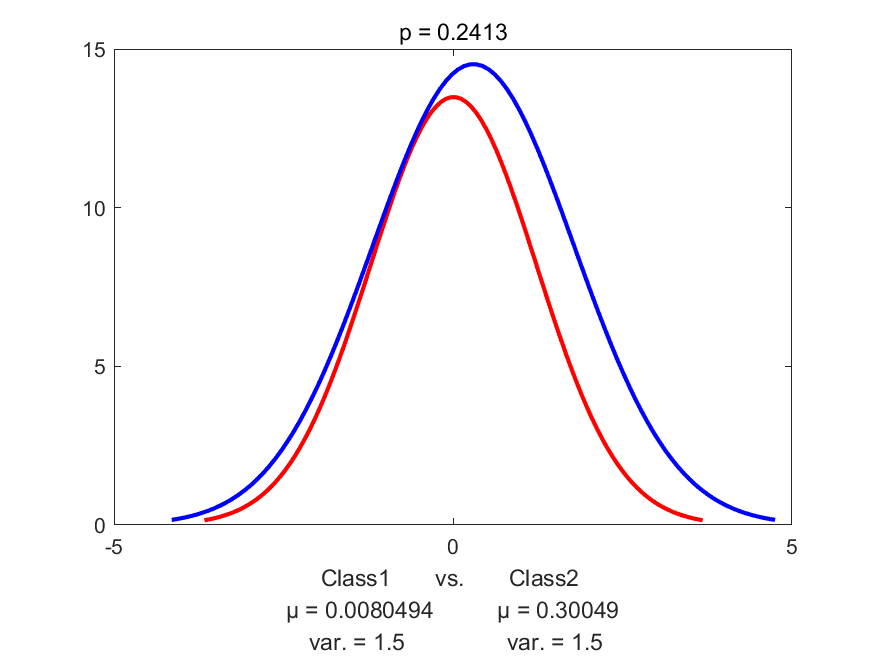 p = 0.2413
15
10
5
0
-5 0 5
Class1 vs. Class2
μ = 0.0080494 μ = 0.30049
var. = 1.5 var. = 1.5